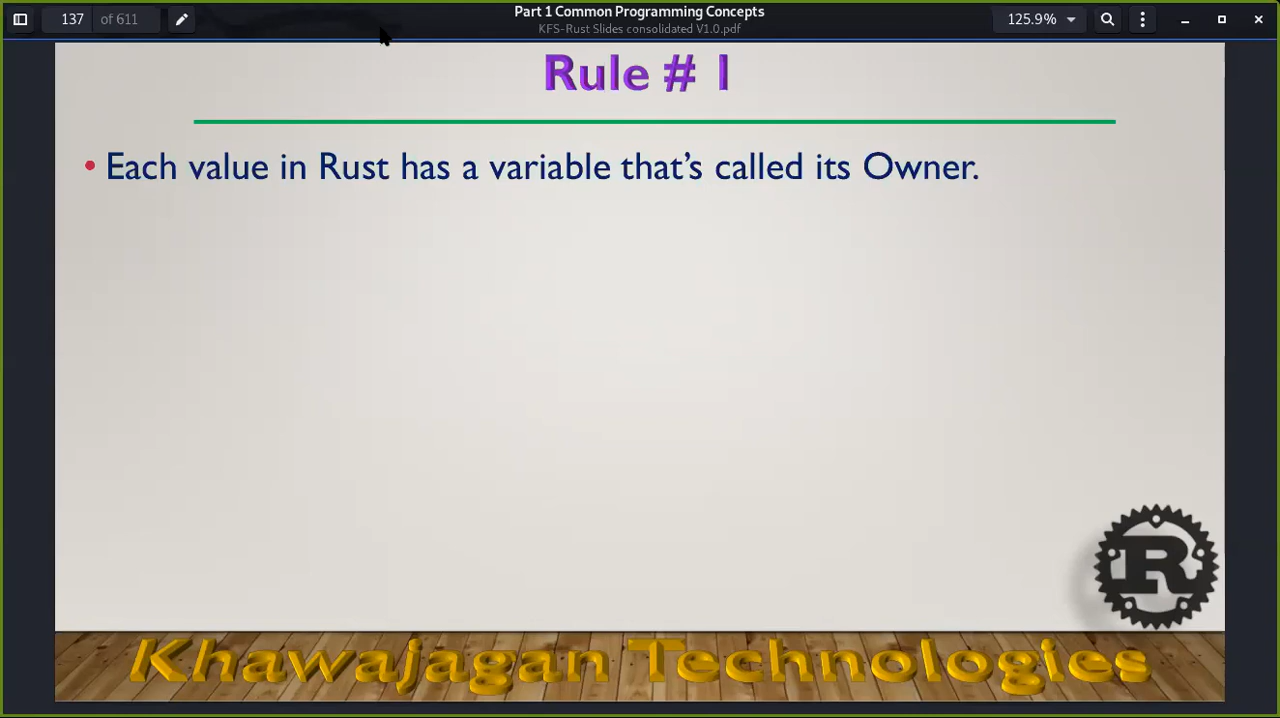 137 of 611
Part 1 Common Programming Concepts
KFS-Rust Slides consolidated V1.0.pdf
125.9%
Rule # 1
• Each value in Rust has a variable that’s called its Owner.
R
Khawajagan Technologies